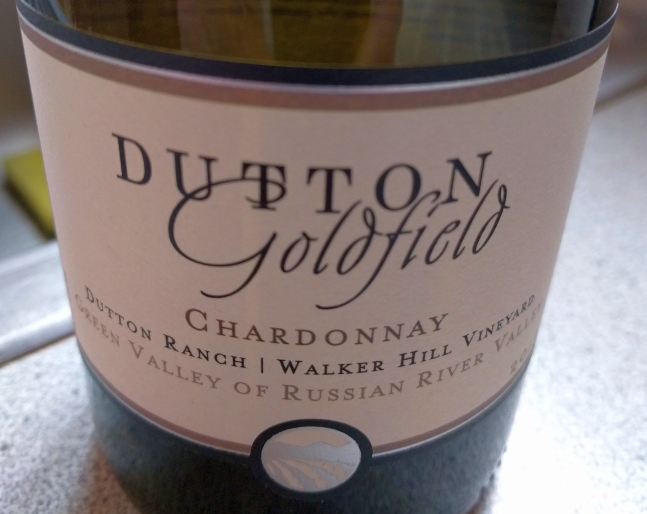 DUTTON
Goldfield
CHARDONNAY
DUTTON RANCH | WALKER HILL VINEYARD
GREEN VALLEY OF RUSSIAN RIVER VALLEY